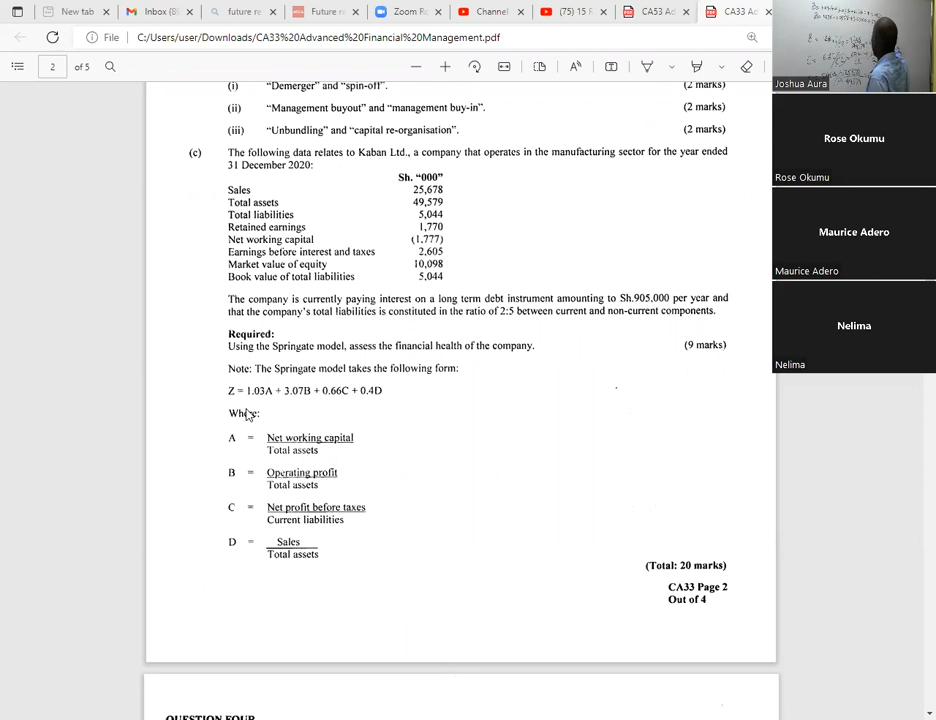 New tab
Inbox (8
future re
Future r
Zoom R
Channel
(75) 15 F
CA53 Ad
CA33 Ad
File
C:/Users/user/Downloads/CA33%20Advanced%20Financial%20Management.pdf
2 of 5
Joshua Aura
Rose Okumu
Rose Okumu
Maurice Adero
Maurice Adero
Nelima
Nelima
(i) "Demerger" and "spin-off". (2 marks)
(ii) "Management buyout" and "management buy-in". (2 marks)
(iii) "Unbundling" and "capital re-organisation". (2 marks)
(c) The following data relates to Kaban Ltd., a company that operates in the manufacturing sector for the year ended
31 December 2020:
Sh. "000"
Sales 25,678
Total assets 49,579
Total liabilities 5,044
Retained earnings 1,770
Net working capital (1,777)
Earnings before interest and taxes 2,605
Market value of equity 10,098
Book value of total liabilities 5,044
The company is currently paying interest on a long term debt instrument amounting to Sh.905,000 per year and
that the company's total liabilities is constituted in the ratio of 2:5 between current and non-current components.
Required:
Using the Springate model, assess the financial health of the company. (9 marks)
Note: The Springate model takes the following form:
Z = 1.03A + 3.07B + 0.66C + 0.4D
Where:
A = Net working capital
Total assets
B = Operating profit
Total assets
C = Net profit before taxes
Current liabilities
D = Sales
Total assets
(Total: 20 marks)
CA33 Page 2
Out of 4
QUESTION FOUR